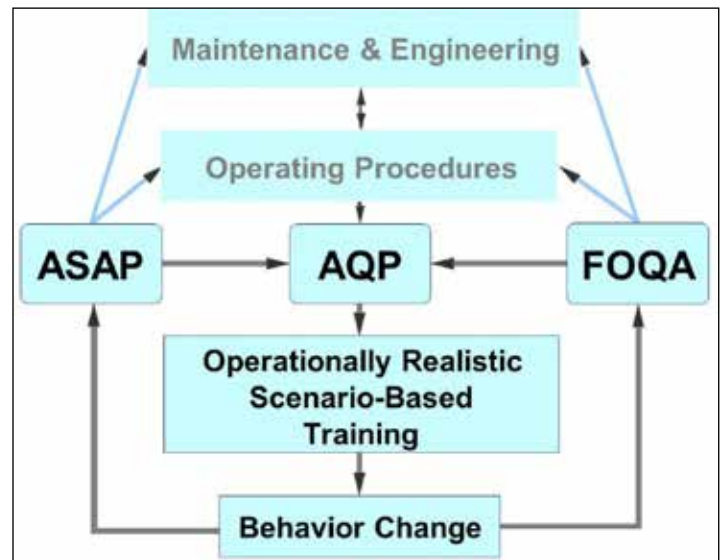 Maintenance & Engineering
Operating Procedures
ASAP
AQP
FOQA
Operationally Realistic
Scenario-Based
Training
Behavior Change